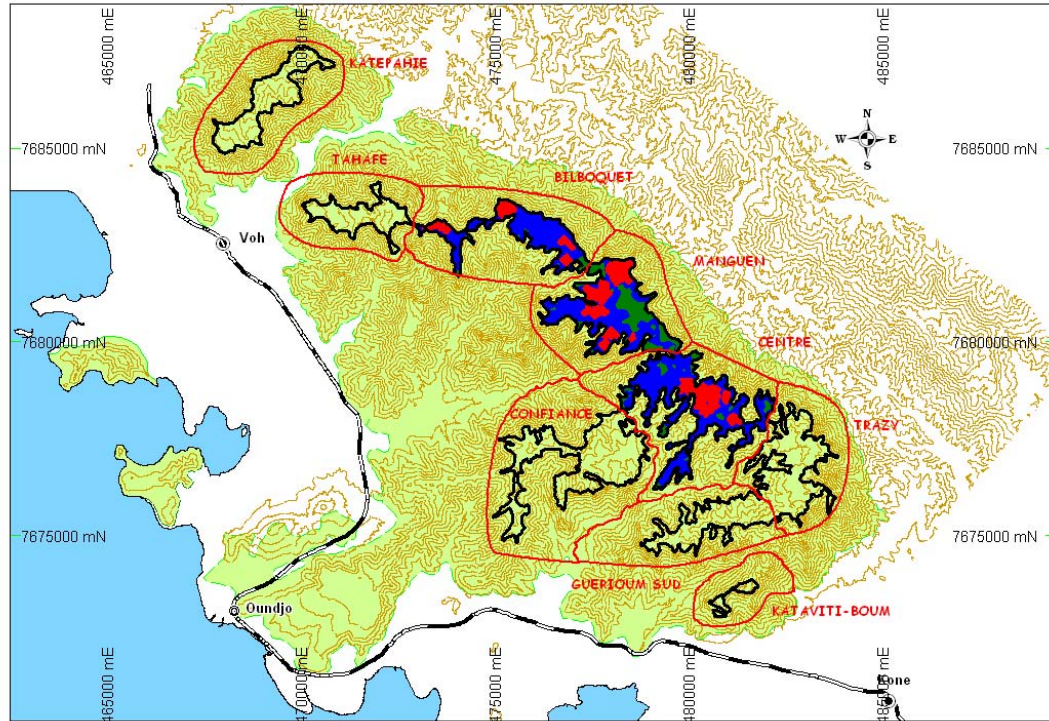 465000 mE
470000 mE
475000 mE
480000 mE
485000 mE
KATEPAHIE
N
W E
S
7685000 mN
7685000 mN
TAHAFE
BILBOQUET
Voh
MANGUEN
7680000 mN
7680000 mN
CENTRE
CONFIANCE
TRAZY
7675000 mN
7675000 mN
GUERIOUM SUD
KATAVITI-BOUM
Oundjo
465000 mE
470000 mE
475000 mE
480000 mE
485000 mE
Kone